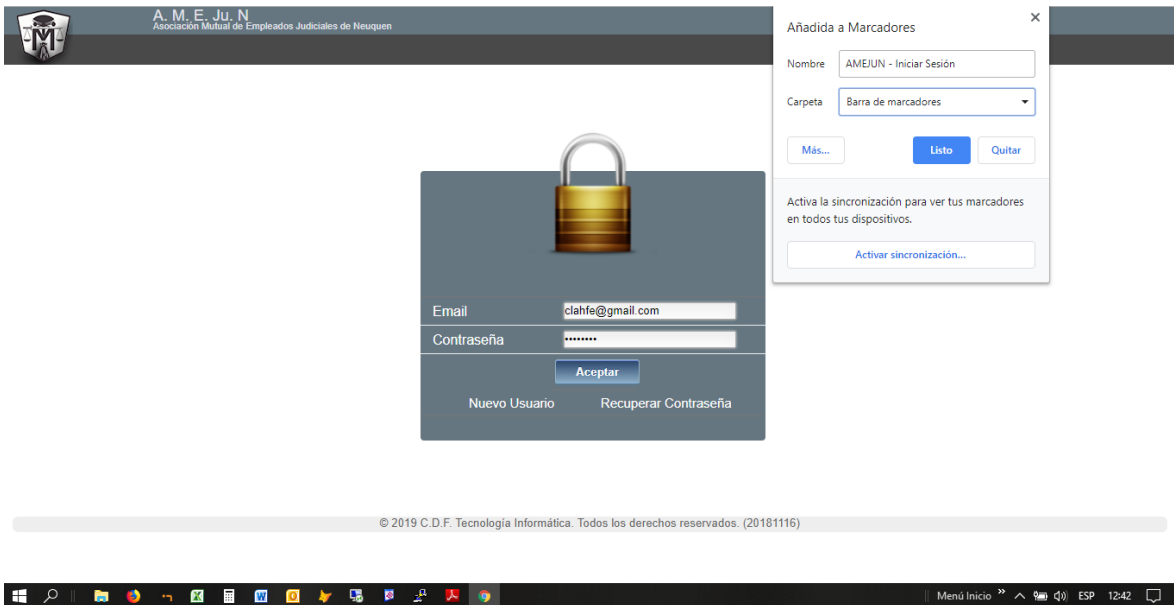 A. M. E. Ju. N
Asociación Mutual de Empleados Judiciales de Neuquen
Añadida a Marcadores
Nombre AMEJUN - Iniciar Sesión
Carpeta Barra de marcadores
Más... Listo Quitar
Activa la sincronización para ver tus marcadores
en todos tus dispositivos.
Activar sincronización...
Email clahfe@gmail.com
Contraseña ••••••••
Aceptar
Nuevo Usuario Recuperar Contraseña
© 2019 C.D.F. Tecnología Informática. Todos los derechos reservados. (20181116)
Menú Inicio » ESP 12:42